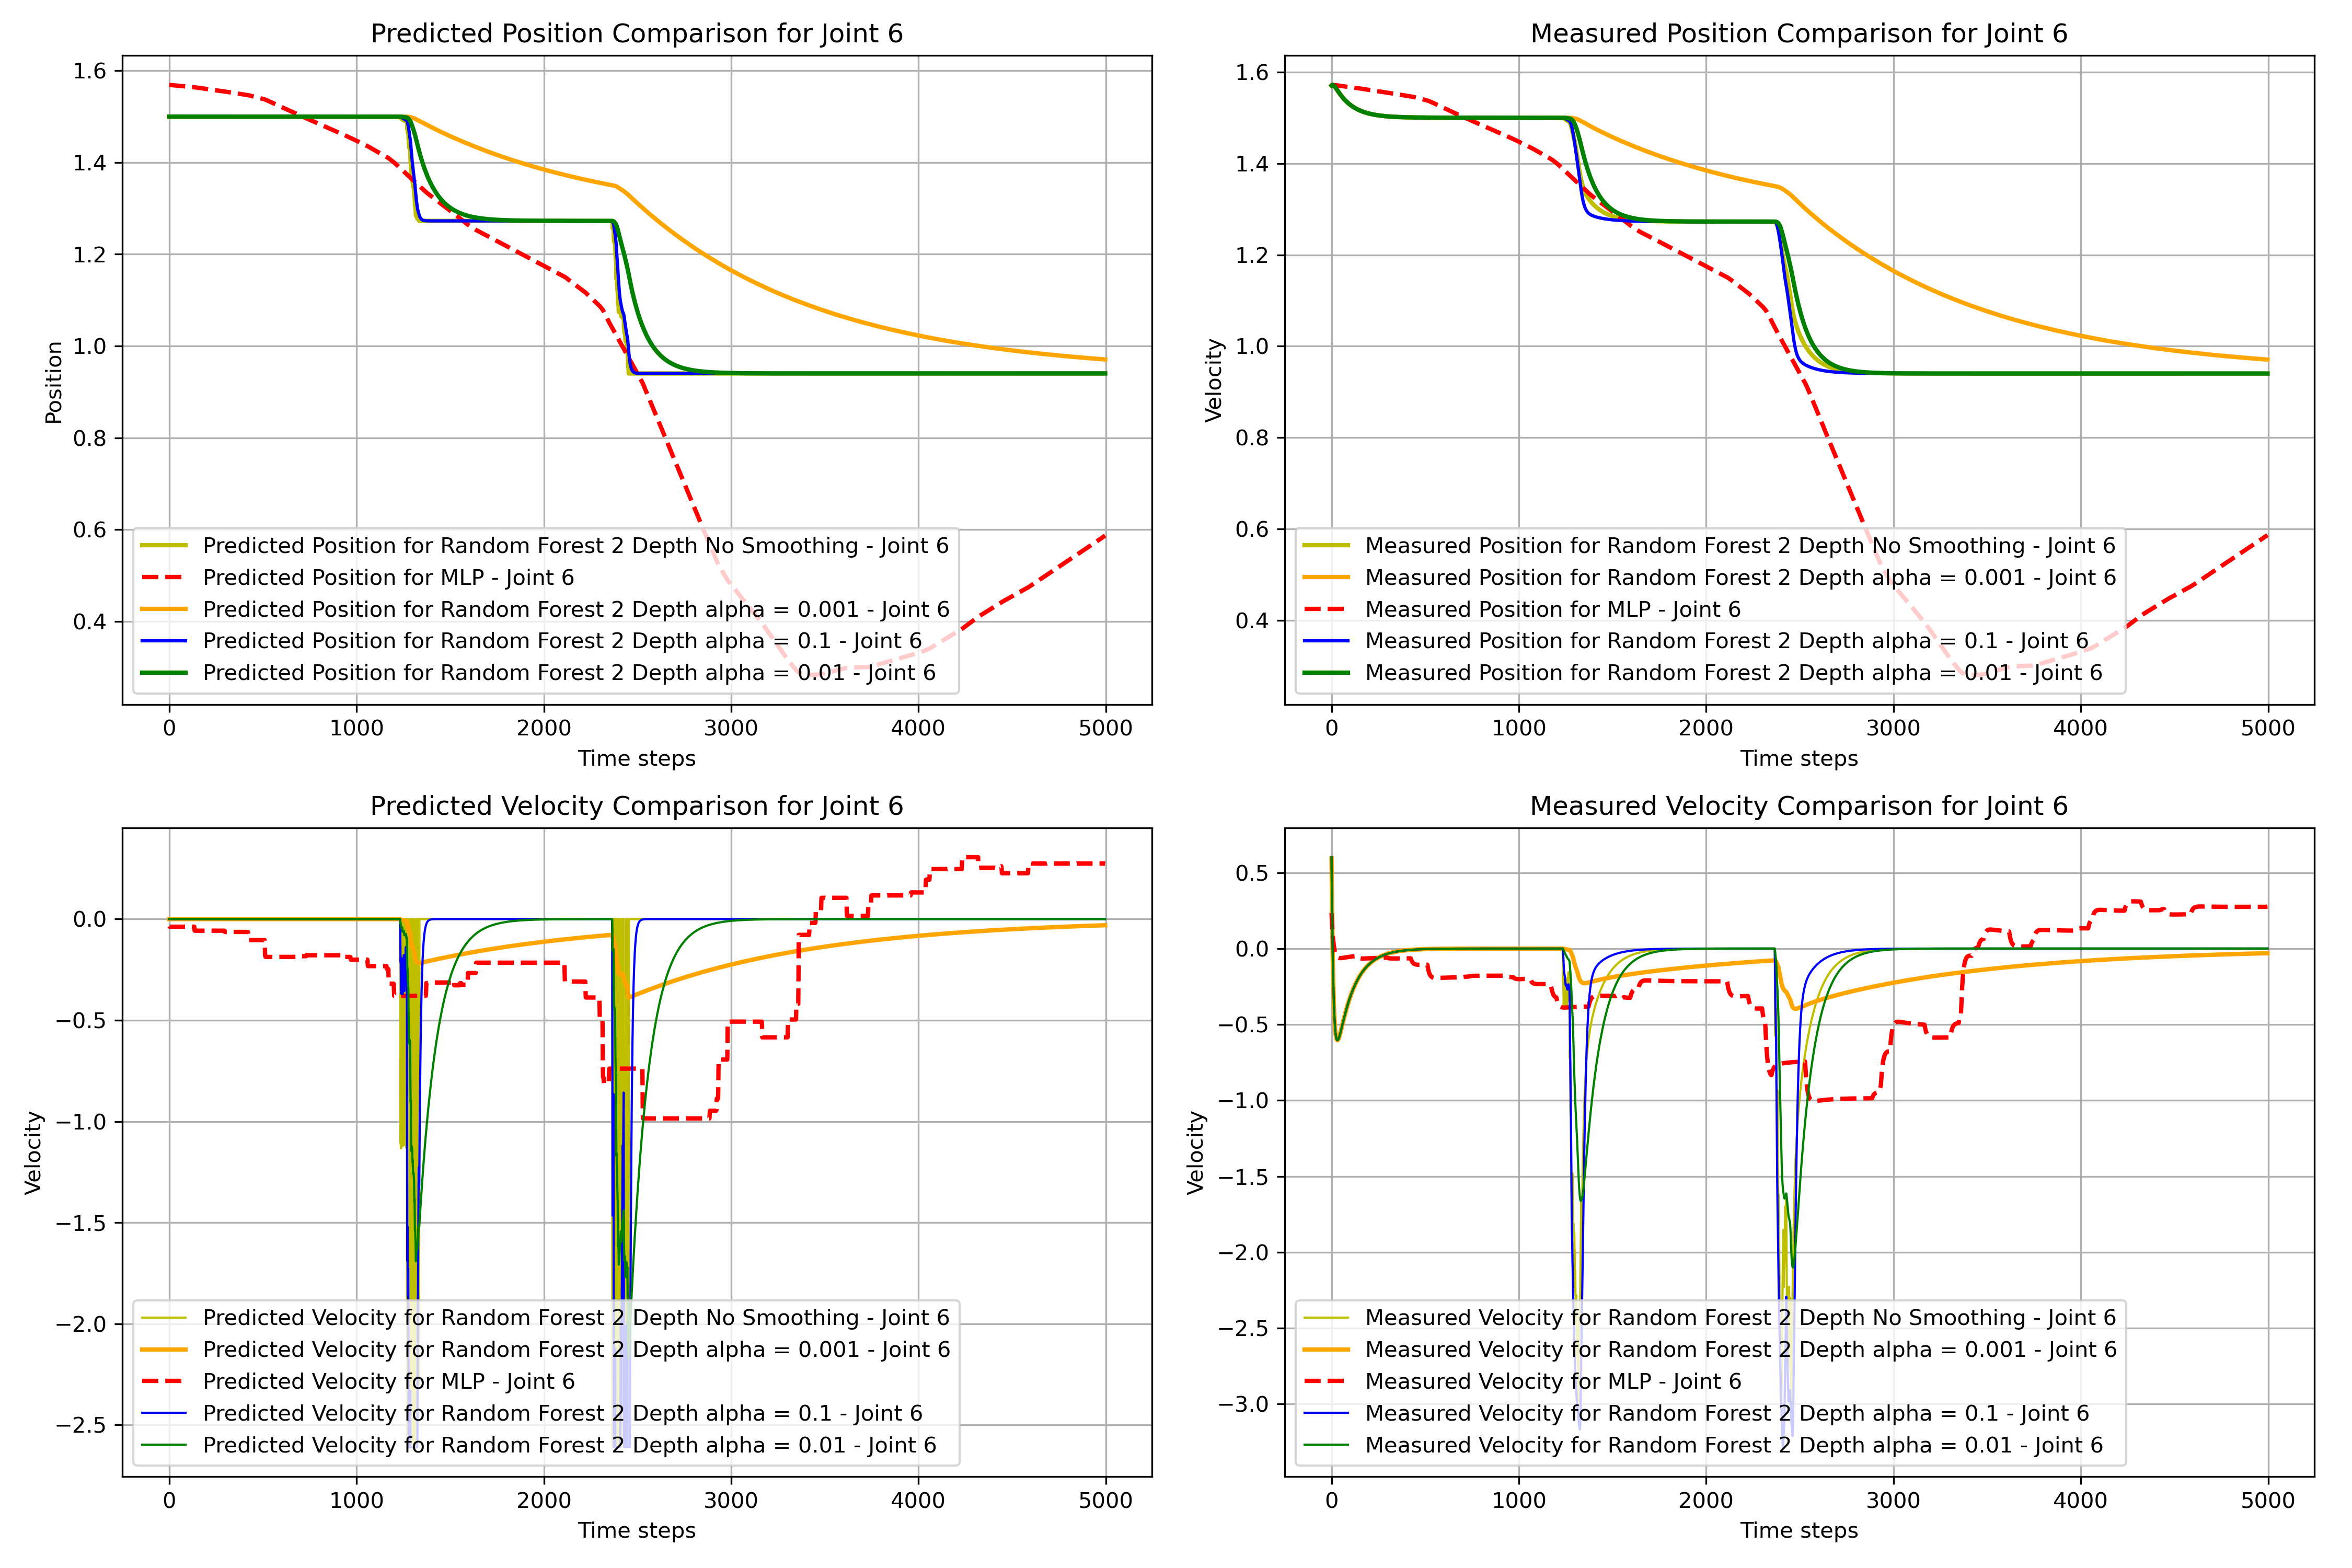 Predicted Position Comparison for Joint 6
1.6
1.4
1.2
1.0
0.8
0.6
0.4
Position
Predicted Position for Random Forest 2 Depth No Smoothing - Joint 6
Predicted Position for MLP - Joint 6
Predicted Position for Random Forest 2 Depth alpha = 0.001 - Joint 6
Predicted Position for Random Forest 2 Depth alpha = 0.1 - Joint 6
Predicted Position for Random Forest 2 Depth alpha = 0.01 - Joint 6
0 1000 2000 3000 4000 5000
Time steps
Measured Position Comparison for Joint 6
1.6
1.4
1.2
1.0
0.8
0.6
0.4
Velocity
Measured Position for Random Forest 2 Depth No Smoothing - Joint 6
Measured Position for Random Forest 2 Depth alpha = 0.001 - Joint 6
Measured Position for MLP - Joint 6
Measured Position for Random Forest 2 Depth alpha = 0.1 - Joint 6
Measured Position for Random Forest 2 Depth alpha = 0.01 - Joint 6
0 1000 2000 3000 4000 5000
Time steps
Predicted Velocity Comparison for Joint 6
0.0
−0.5
−1.0
−1.5
−2.0
−2.5
Velocity
Predicted Velocity for Random Forest 2 Depth No Smoothing - Joint 6
Predicted Velocity for Random Forest 2 Depth alpha = 0.001 - Joint 6
Predicted Velocity for MLP - Joint 6
Predicted Velocity for Random Forest 2 Depth alpha = 0.1 - Joint 6
Predicted Velocity for Random Forest 2 Depth alpha = 0.01 - Joint 6
0 1000 2000 3000 4000 5000
Time steps
Measured Velocity Comparison for Joint 6
0.5
0.0
−0.5
−1.0
−1.5
−2.0
−2.5
−3.0
Velocity
Measured Velocity for Random Forest 2 Depth No Smoothing - Joint 6
Measured Velocity for Random Forest 2 Depth alpha = 0.001 - Joint 6
Measured Velocity for MLP - Joint 6
Measured Velocity for Random Forest 2 Depth alpha = 0.1 - Joint 6
Measured Velocity for Random Forest 2 Depth alpha = 0.01 - Joint 6
0 1000 2000 3000 4000 5000
Time steps